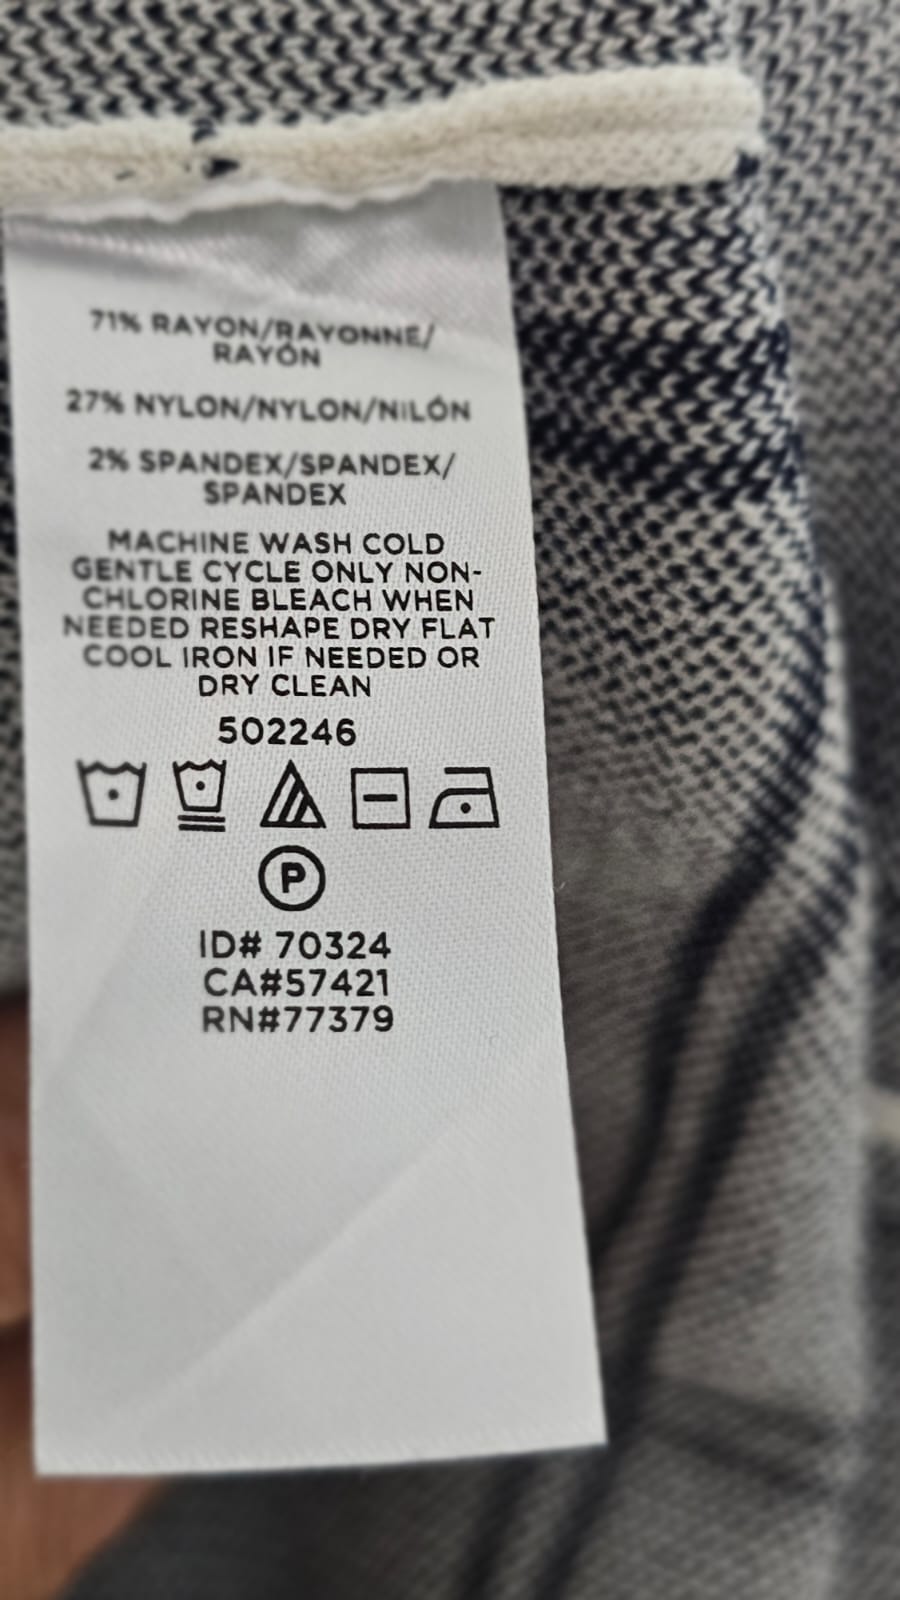 71% RAYON/RAYONNE/
RAYÓN
27% NYLON/NYLON/NILÓN
2% SPANDEX/SPANDEX/
SPANDEX
MACHINE WASH COLD
GENTLE CYCLE ONLY NON-
CHLORINE BLEACH WHEN
NEEDED RESHAPE DRY FLAT
COOL IRON IF NEEDED OR
DRY CLEAN
502246
P
ID# 70324
CA#57421
RN#77379